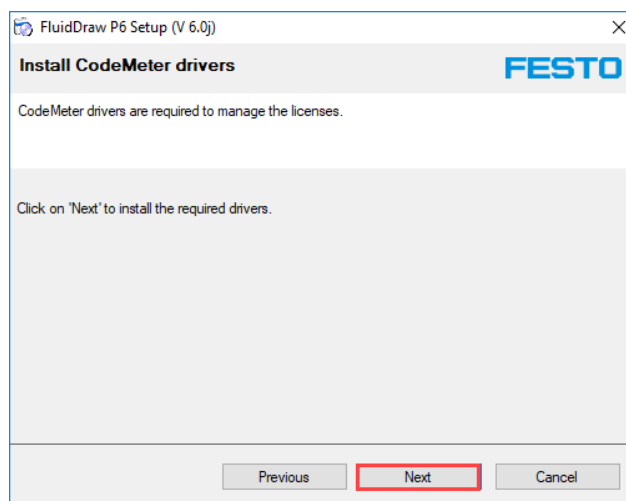 FluidDraw P6 Setup (V 6.0j)
Install CodeMeter drivers
FESTO
CodeMeter drivers are required to manage the licenses.
Click on 'Next' to install the required drivers.
Previous
Next
Cancel